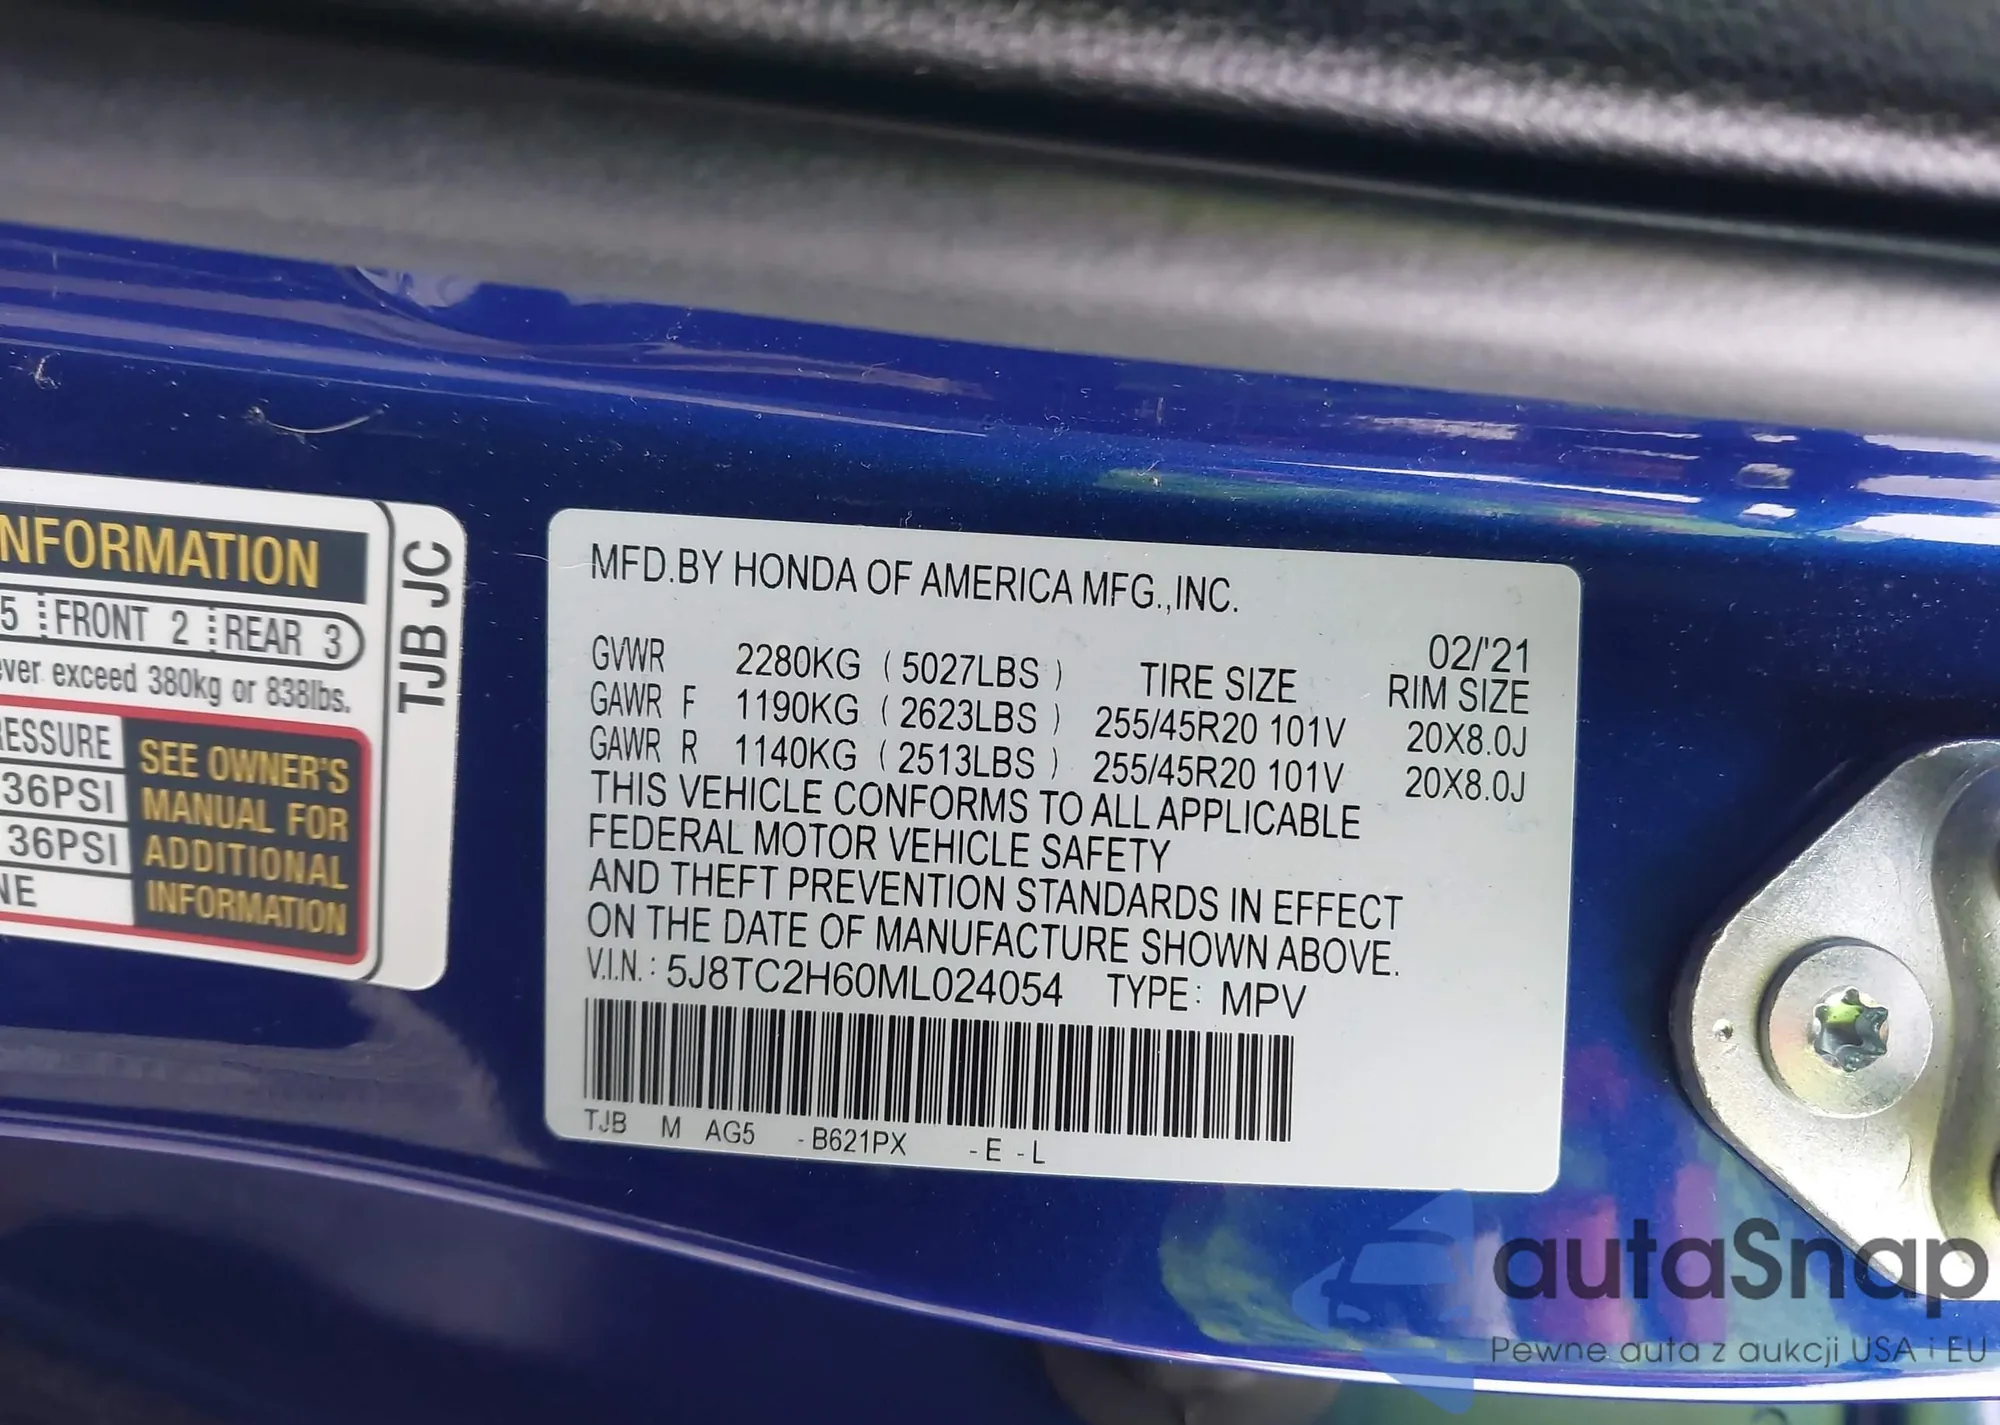 NFORMATION
5 FRONT 2 REAR 3
ever exceed 380kg or 838lbs.
RESSURE
36PSI
36PSI
NE
SEE OWNER'S
MANUAL FOR
ADDITIONAL
INFORMATION
TJB JC
MFD.BY HONDA OF AMERICA MFG.,INC.
02/'21
GVWR 2280KG (5027LBS) TIRE SIZE RIM SIZE
GAWR F 1190KG (2623LBS) 255/45R20 101V 20X8.0J
GAWR R 1140KG (2513LBS) 255/45R20 101V 20X8.0J
THIS VEHICLE CONFORMS TO ALL APPLICABLE
FEDERAL MOTOR VEHICLE SAFETY
AND THEFT PREVENTION STANDARDS IN EFFECT
ON THE DATE OF MANUFACTURE SHOWN ABOVE.
V.I.N.: 5J8TC2H60ML024054 TYPE: MPV
TJB M AG5 -B621PX -E -L
autaSnap
Pewne auta z aukcji USA i EU